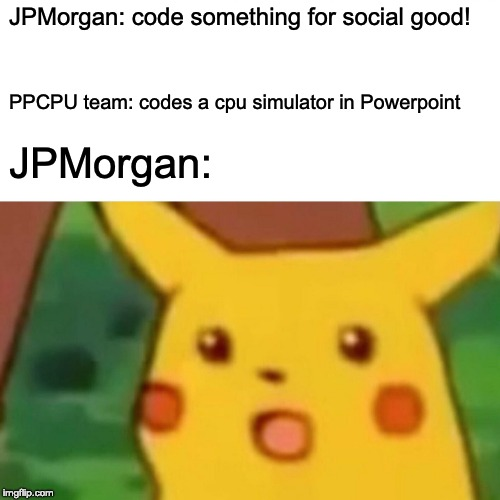 JPMorgan: code something for social good!
PPCPU team: codes a cpu simulator in Powerpoint
JPMorgan:
imgflip.com